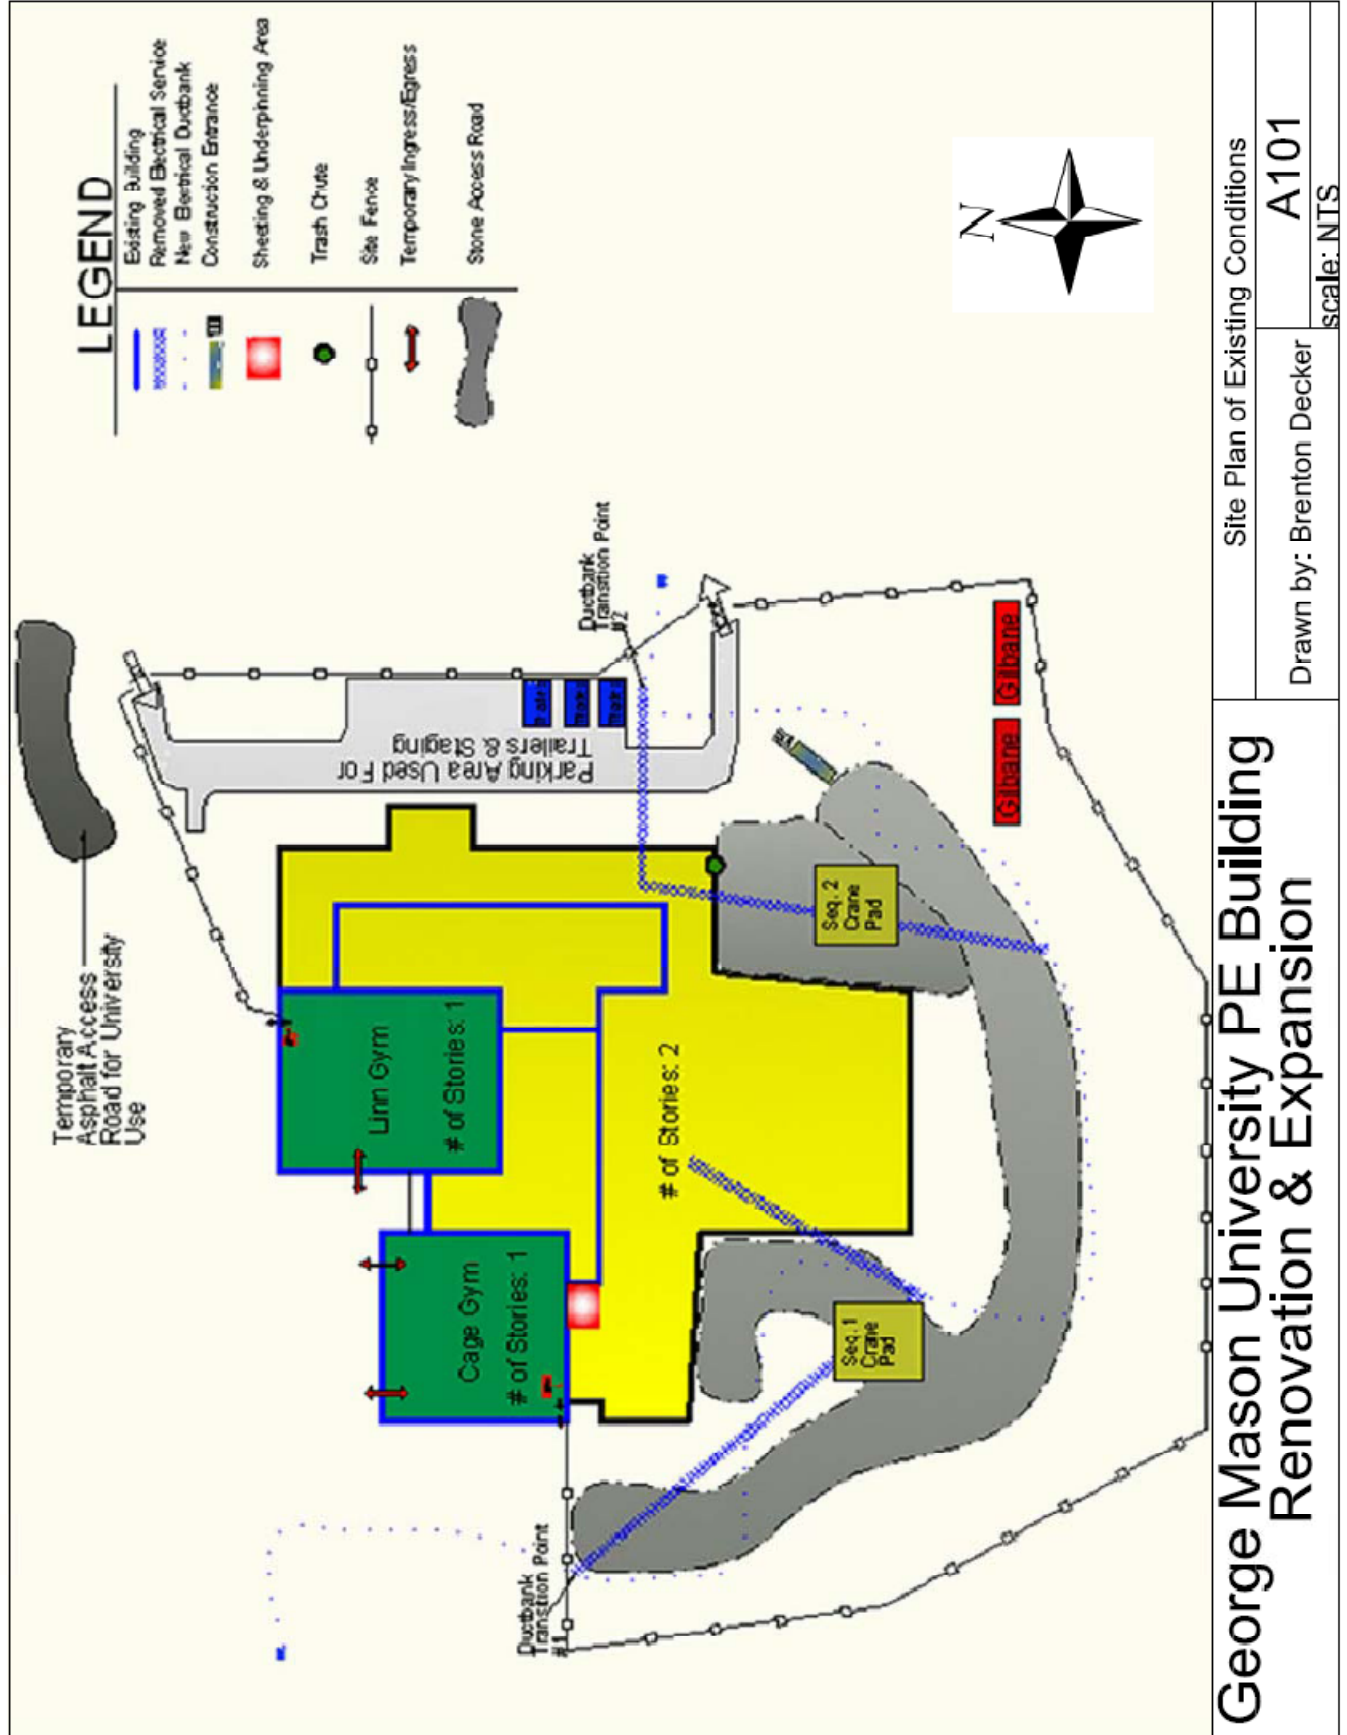 LEGEND
Existing Building
Removed Electrical Service
New Electrical Ductbank
Construction Entrance
Sheeting & Underpinning Area
Trash Chute
Site Fence
Temporary Ingress/Egress
Stone Access Road
Temporary
Asphalt Access
Road for University
Use
Ductbank
Transition Point
#2
Parking Area Used For
Trailers & Staging
Linn Gym
# of Stories: 1
Cage Gym
# of Stories: 1
# of Stories: 2
Seq. 2
Crane
Pad
Seq. 1
Crane
Pad
Gilbane
Gilbane
Ductbank
Transition Point
#1
N
George Mason University PE Building
Renovation & Expansion
Site Plan of Existing Conditions
Drawn by: Brenton Decker
A101
scale: NTS